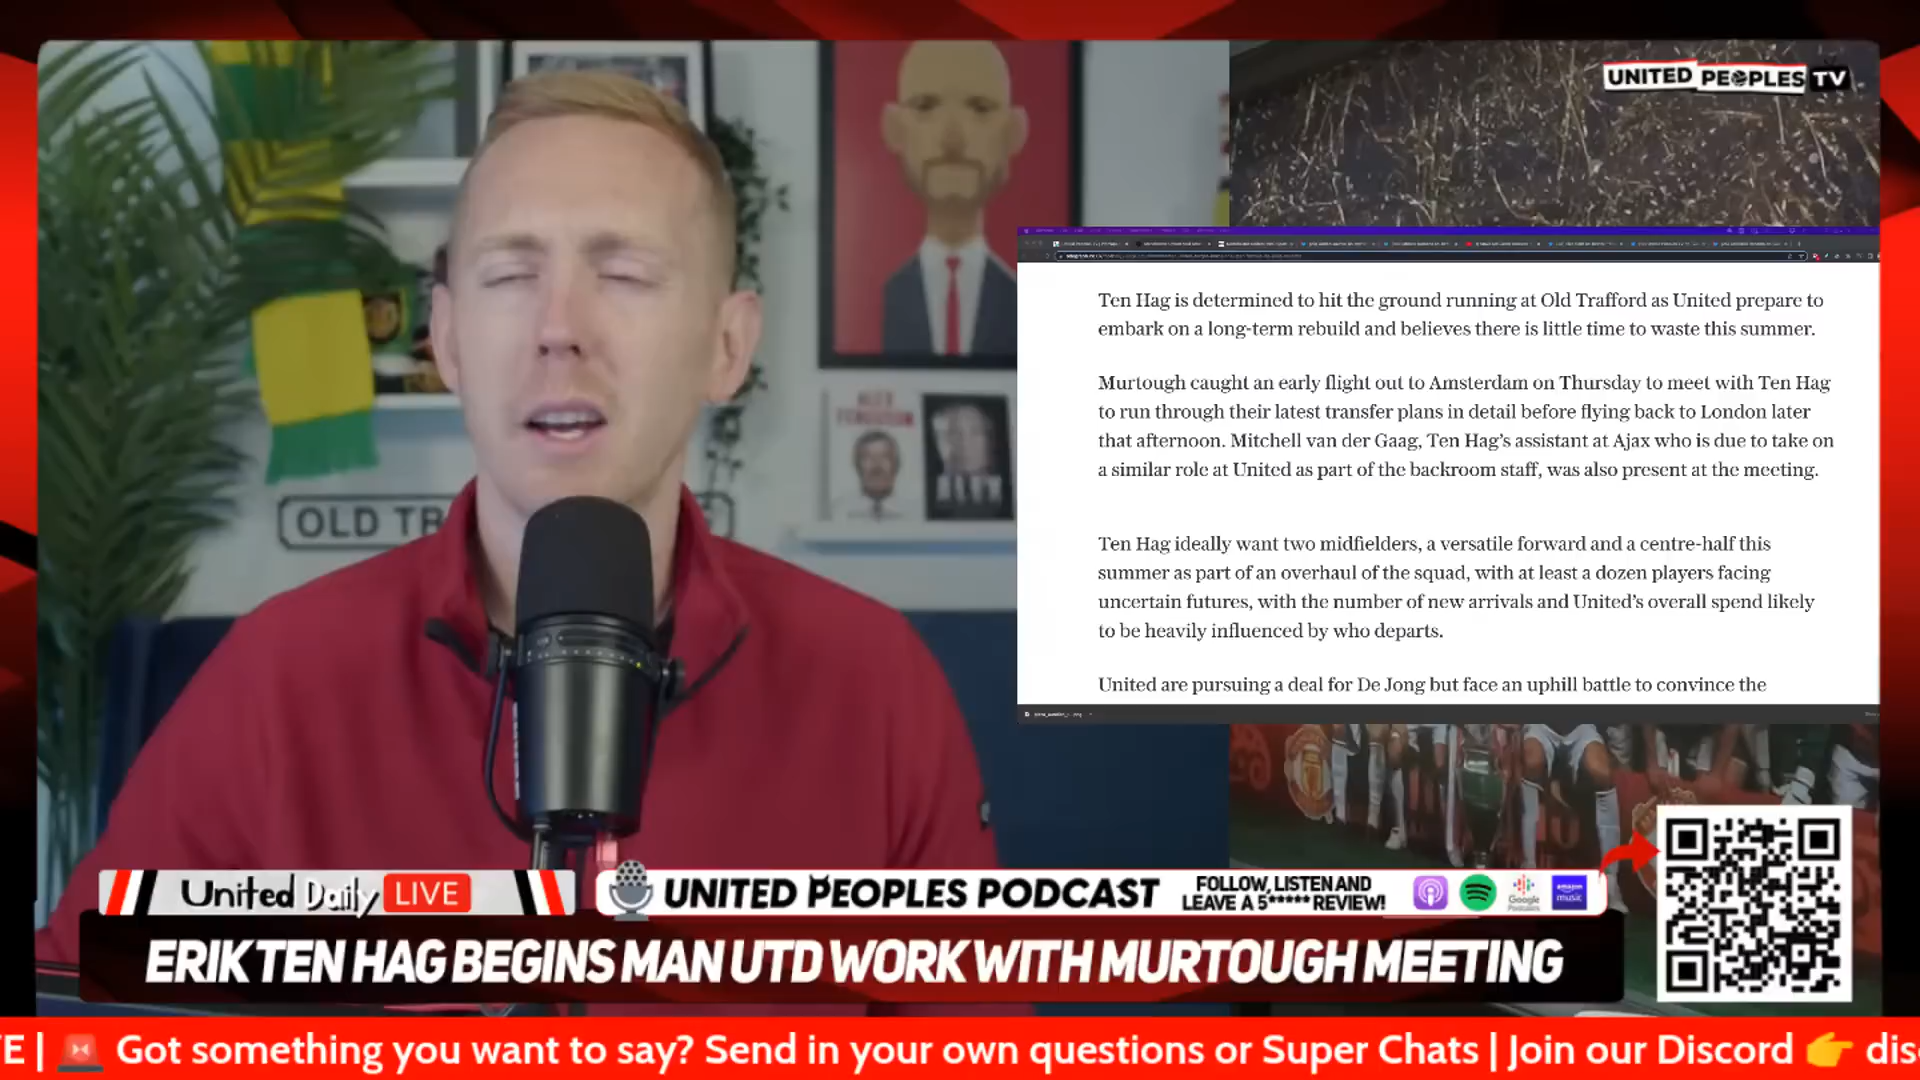 UNITED PEOPLES TV
Ten Hag is determined to hit the ground running at Old Trafford as United prepare to
embark on a long-term rebuild and believes there is little time to waste this summer.
Murtough caught an early flight out to Amsterdam on Thursday to meet with Ten Hag
to run through their latest transfer plans in detail before flying back to London later
that afternoon. Mitchell van der Gaag, Ten Hag's assistant at Ajax who is due to take on
a similar role at United as part of the backroom staff, was also present at the meeting.
Ten Hag ideally want two midfielders, a versatile forward and a centre-half this
summer as part of an overhaul of the squad, with at least a dozen players facing
uncertain futures, with the number of new arrivals and United's overall spend likely
to be heavily influenced by who departs.
United are pursuing a deal for De Jong but face an uphill battle to convince the
ALEX
FERGUSON
OLD TR
United Daily LIVE
UNITED PEOPLES PODCAST
FOLLOW, LISTEN AND
LEAVE A 5***** REVIEW!
Google
Podcasts
amazon
music
ERIK TEN HAG BEGINS MAN UTD WORK WITH MURTOUGH MEETING
E | 🚨 Got something you want to say? Send in your own questions or Super Chats | Join our Discord 👉 disc